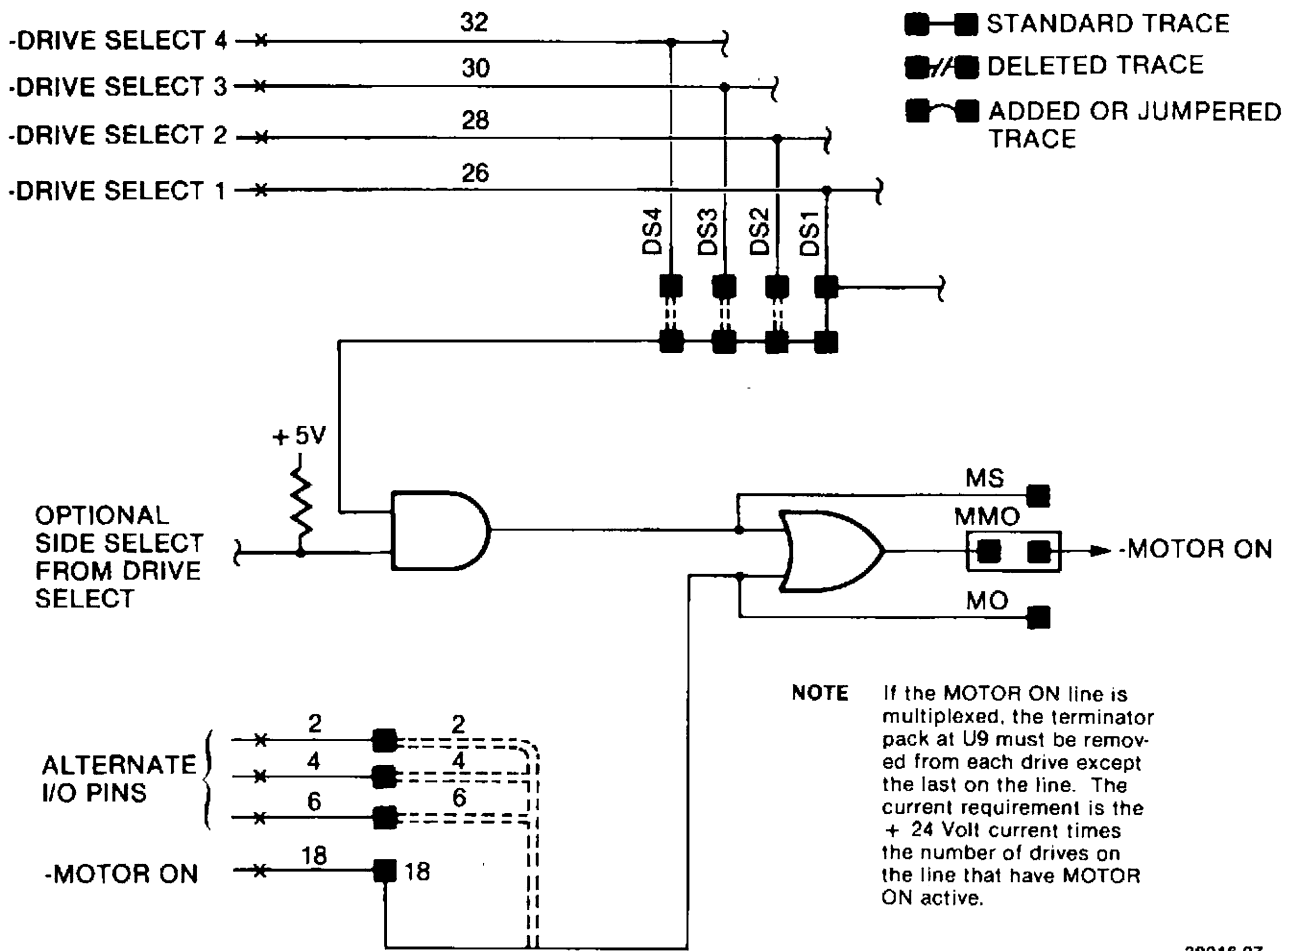 -DRIVE SELECT 4
32
-DRIVE SELECT 3
30
-DRIVE SELECT 2
28
-DRIVE SELECT 1
26
STANDARD TRACE
DELETED TRACE
ADDED OR JUMPERED
TRACE
DS4
DS3
DS2
DS1
+ 5V
OPTIONAL
SIDE SELECT
FROM DRIVE
SELECT
MS
MMO
-MOTOR ON
MO
ALTERNATE
I/O PINS
2
2
4
4
6
6
-MOTOR ON
18
18
NOTE If the MOTOR ON line is
multiplexed, the terminator
pack at U9 must be remov-
ed from each drive except
the last on the line. The
current requirement is the
+ 24 Volt current times
the number of drives on
the line that have MOTOR
ON active.